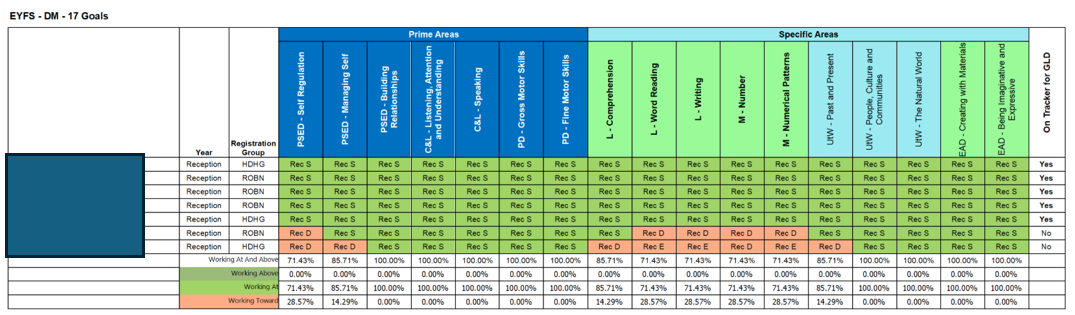 EYFS - DM - 17 Goals
Prime Areas Specific Areas
Year Registration Group PSED - Self Regulation PSED - Managing Self PSED - Building Relationships C&L - Listening, Attention and Understanding C&L - Speaking PD - Gross Motor Skills PD - Fine Motor Skills L - Comprehension L - Word Reading L - Writing M - Number M - Numerical Patterns UtW - Past and Present UtW - People, Culture and Communities UtW - The Natural World EAD - Creating with Materials EAD - Being Imaginative and Expressive On Tracker for GLD
Reception HDHG Rec S Rec S Rec S Rec S Rec S Rec S Rec S Rec S Rec S Rec S Rec S Rec S Rec S Rec S Rec S Rec S Rec S Yes
Reception ROBN Rec S Rec S Rec S Rec S Rec S Rec S Rec S Rec S Rec S Rec S Rec S Rec S Rec S Rec S Rec S Rec S Rec S Yes
Reception ROBN Rec S Rec S Rec S Rec S Rec S Rec S Rec S Rec S Rec S Rec S Rec S Rec S Rec S Rec S Rec S Rec S Rec S Yes
Reception ROBN Rec S Rec S Rec S Rec S Rec S Rec S Rec S Rec S Rec S Rec S Rec S Rec S Rec S Rec S Rec S Rec S Rec S Yes
Reception HDHG Rec S Rec S Rec S Rec S Rec S Rec S Rec S Rec S Rec S Rec S Rec S Rec S Rec S Rec S Rec S Rec S Rec S Yes
Reception ROBN Rec D Rec S Rec S Rec S Rec S Rec S Rec S Rec S Rec D Rec D Rec D Rec D Rec S Rec S Rec S Rec S Rec S No
Reception HDHG Rec D Rec D Rec S Rec S Rec S Rec S Rec S Rec D Rec E Rec E Rec D Rec E Rec D Rec S Rec S Rec S Rec S No
Working At And Above 71.43% 85.71% 100.00% 100.00% 100.00% 100.00% 100.00% 85.71% 71.43% 71.43% 71.43% 71.43% 85.71% 100.00% 100.00% 100.00% 100.00%
Working Above 0.00% 0.00% 0.00% 0.00% 0.00% 0.00% 0.00% 0.00% 0.00% 0.00% 0.00% 0.00% 0.00% 0.00% 0.00% 0.00% 0.00%
Working At 71.43% 85.71% 100.00% 100.00% 100.00% 100.00% 100.00% 85.71% 71.43% 71.43% 71.43% 71.43% 85.71% 100.00% 100.00% 100.00% 100.00%
Working Toward 28.57% 14.29% 0.00% 0.00% 0.00% 0.00% 0.00% 14.29% 28.57% 28.57% 28.57% 28.57% 14.29% 0.00% 0.00% 0.00% 0.00%